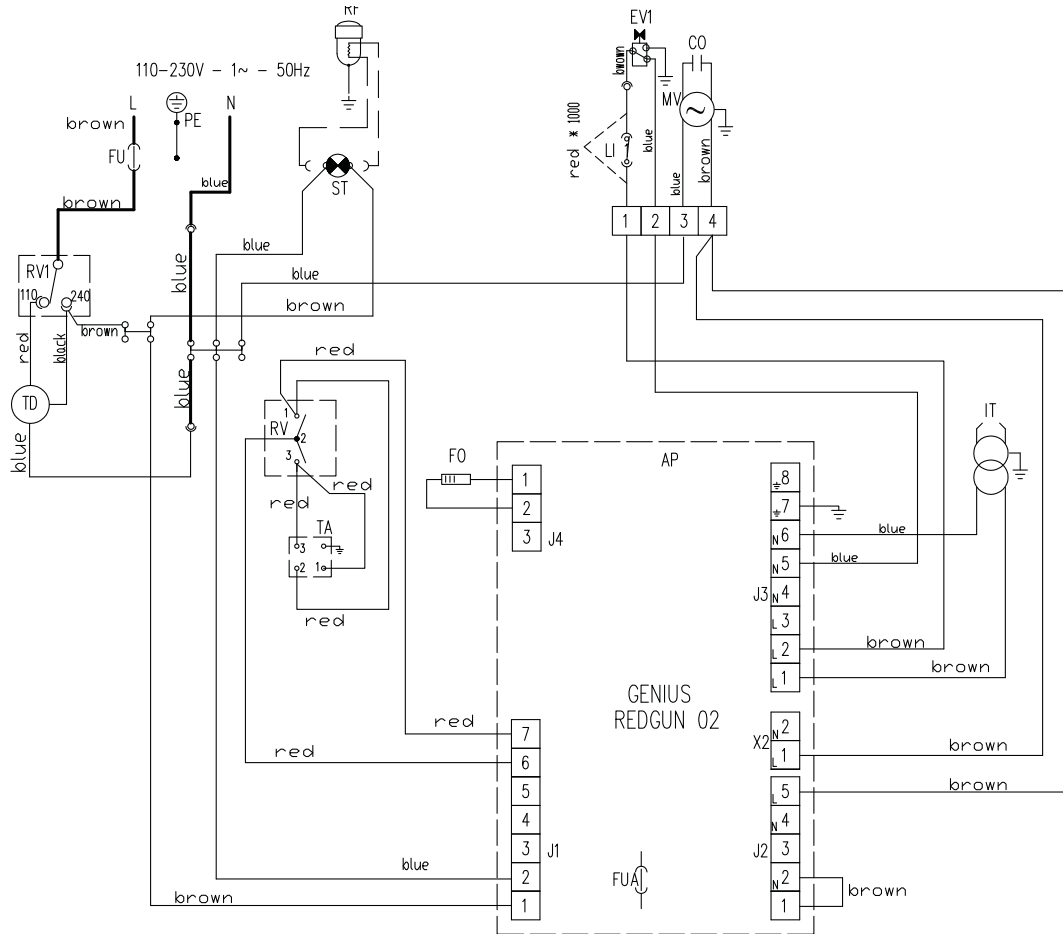 RF
EV1
CO
110-230V - 1~ - 50Hz
L
PE
N
brown
FU
blue
brown
ST
bwown
MV
~
red * 1000
LI
blue
blue
brown
1 2 3 4
blue
blue
blue
brown
RV1
110
240
brown
red
black
red
TD
blue
blue
1
RV
2
3
red
red
TA
3
2 1
red
FO
1
2
3 J4
AP
IT
8
7
N 6 blue
N 5 blue
J3 N 4
L 3
L 2 brown
L 1 brown
GENIUS
REDGUN 02
X2 N 2
L 1 brown
L 5 brown
N 4
J2 3
N 2
1 brown
red 7
red 6
5
4
3 J1
blue 2
brown 1
FUA